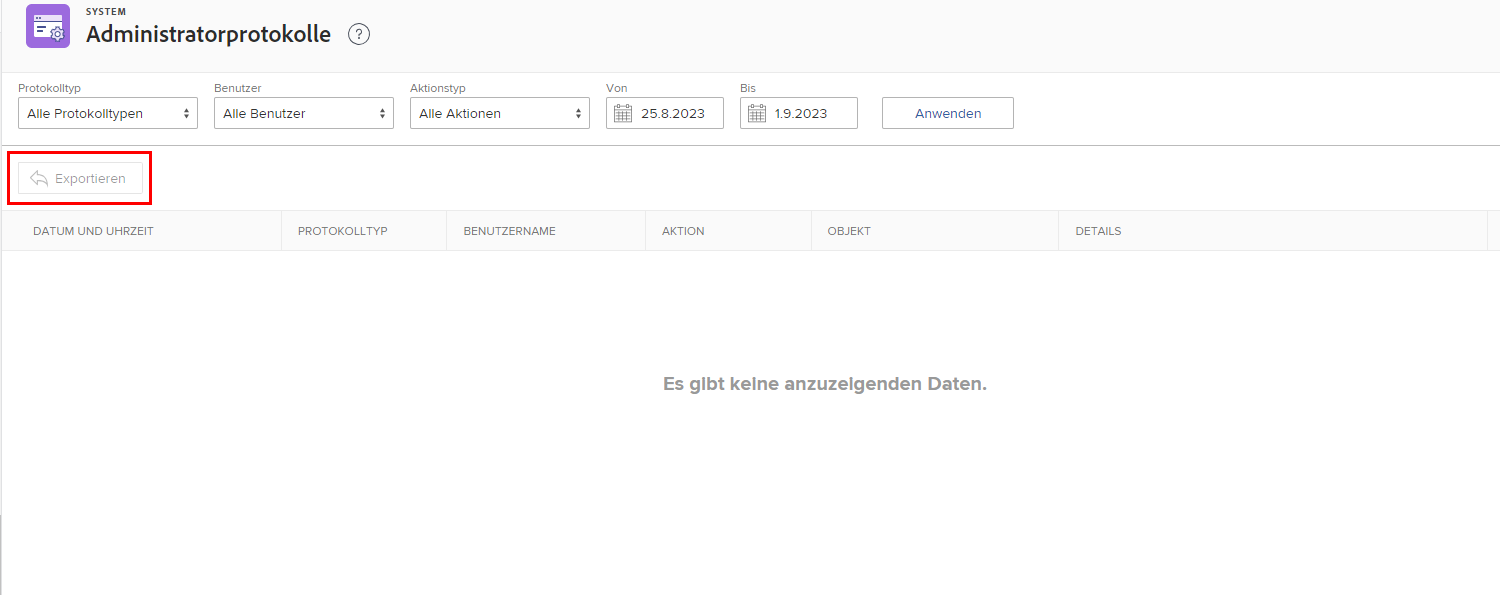 SYSTEM
Administratorprotokolle ?
Protokolltyp Benutzer Aktionstyp Von Bis
Alle Protokolltypen Alle Benutzer Alle Aktionen 25.8.2023 1.9.2023 Anwenden
Exportieren
DATUM UND UHRZEIT PROTOKOLLTYP BENUTZERNAME AKTION OBJEKT DETAILS
Es gibt keine anzuzeigenden Daten.